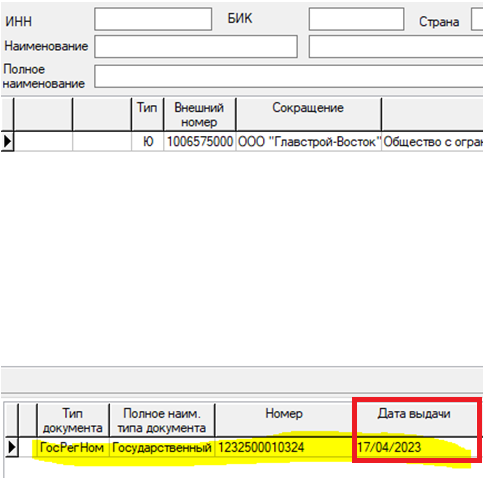 ИНН БИК Страна
Наименование
Полное
наименование
Тип Внешний номер Сокращение
Ю 1006575000 ООО "Главстрой-Восток" Общество с огран
Тип документа Полное наим. типа документа Номер Дата выдачи
ГосРегНом Государственный 1232500010324 17/04/2023